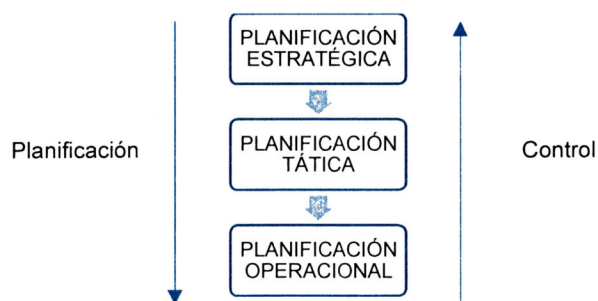 PLANIFICACIÓN
ESTRATÉGICA
Planificación
PLANIFICACIÓN
TÁTICA
Control
PLANIFICACIÓN
OPERACIONAL